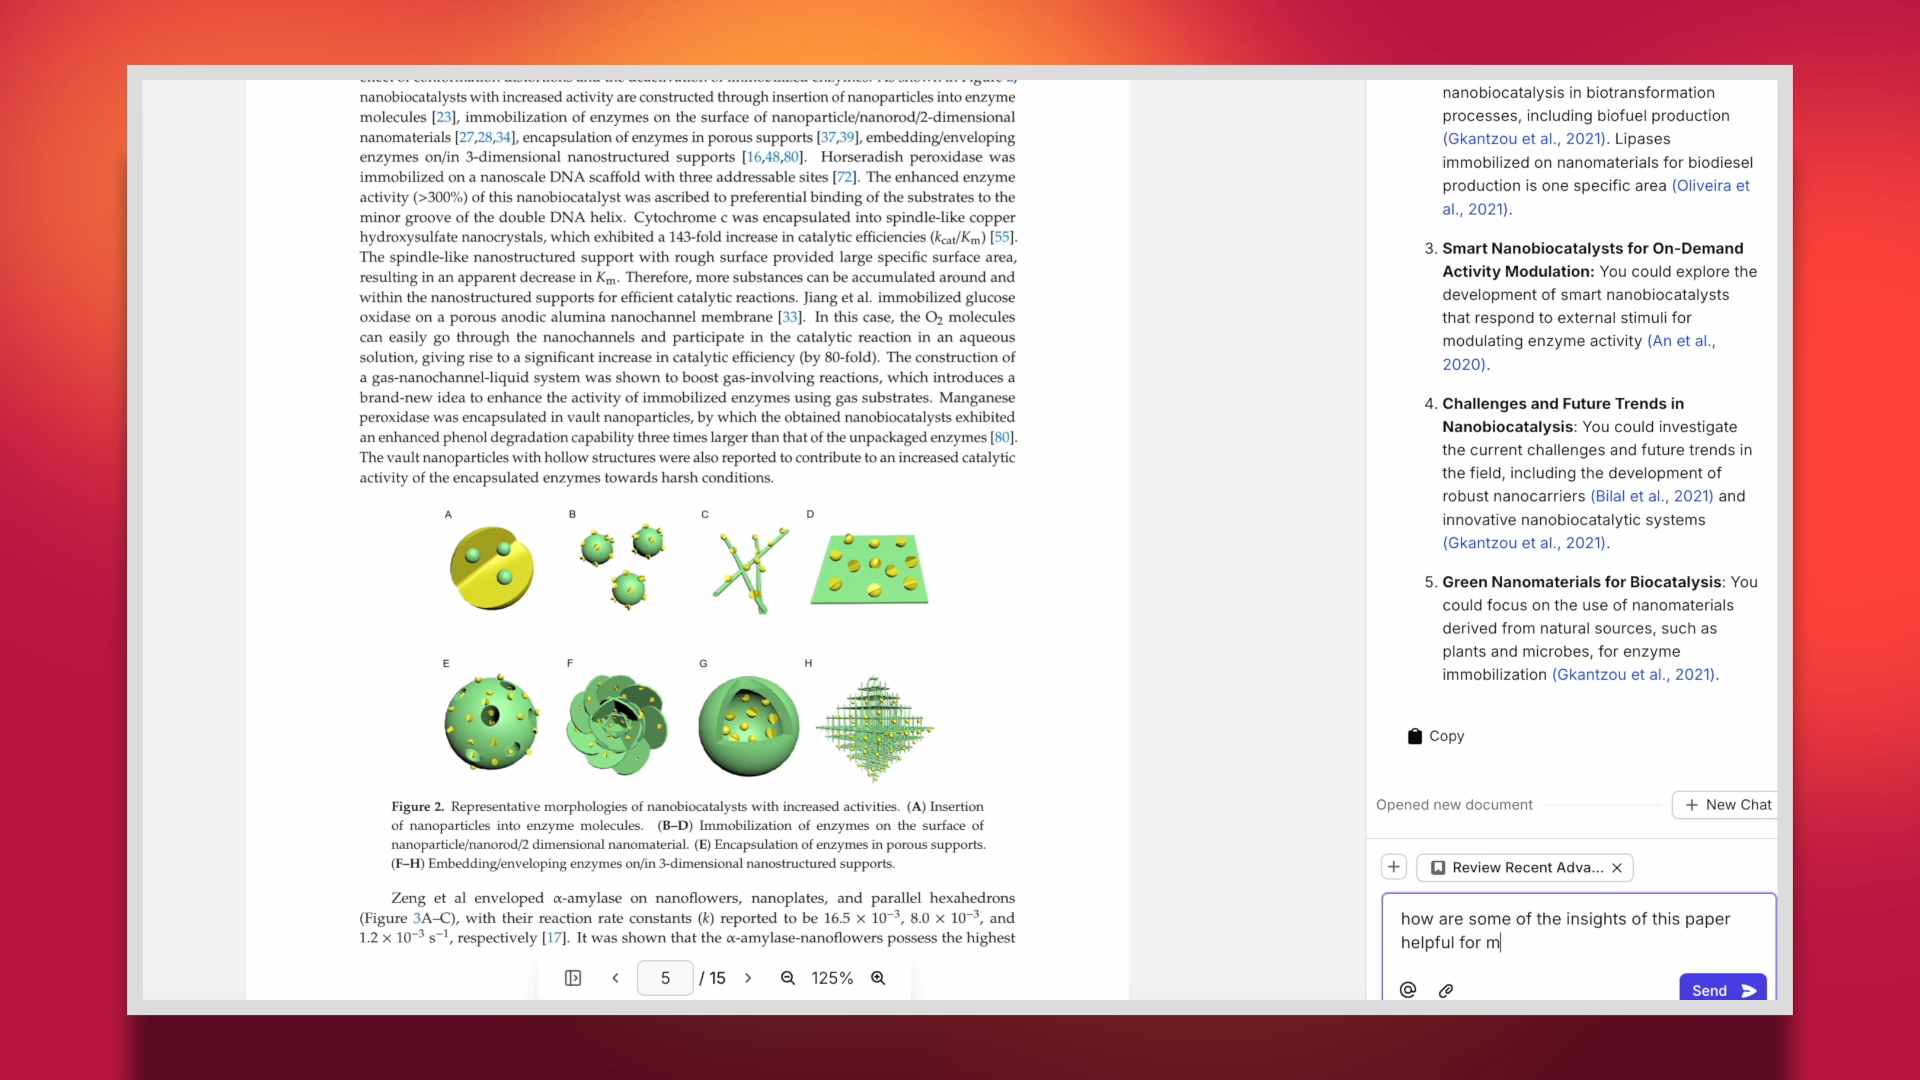 effect of conformation distortions and the deactivation of immobilized enzymes. As shown in Figure 2,
nanobiocatalysts with increased activity are constructed through insertion of nanoparticles into enzyme
molecules [23], immobilization of enzymes on the surface of nanoparticle/nanorod/2-dimensional
nanomaterials [27,28,34], encapsulation of enzymes in porous supports [37,39], embedding/enveloping
enzymes on/in 3-dimensional nanostructured supports [16,48,80]. Horseradish peroxidase was
immobilized on a nanoscale DNA scaffold with three addressable sites [72]. The enhanced enzyme
activity (>300%) of this nanobiocatalyst was ascribed to preferential binding of the substrates to the
minor groove of the double DNA helix. Cytochrome c was encapsulated into spindle-like copper
hydroxysulfate nanocrystals, which exhibited a 143-fold increase in catalytic efficiencies (kcat/Km) [55].
The spindle-like nanostructured support with rough surface provided large specific surface area,
resulting in an apparent decrease in Km. Therefore, more substances can be accumulated around and
within the nanostructured supports for efficient catalytic reactions. Jiang et al. immobilized glucose
oxidase on a porous anodic alumina nanochannel membrane [33]. In this case, the O2 molecules
can easily go through the nanochannels and participate in the catalytic reaction in an aqueous
solution, giving rise to a significant increase in catalytic efficiency (by 80-fold). The construction of
a gas-nanochannel-liquid system was shown to boost gas-involving reactions, which introduces a
brand-new idea to enhance the activity of immobilized enzymes using gas substrates. Manganese
peroxidase was encapsulated in vault nanoparticles, by which the obtained nanobiocatalysts exhibited
an enhanced phenol degradation capability three times larger than that of the unpackaged enzymes [80].
The vault nanoparticles with hollow structures were also reported to contribute to an increased catalytic
activity of the encapsulated enzymes towards harsh conditions.
A B C D
E F G H
Figure 2. Representative morphologies of nanobiocatalysts with increased activities. (A) Insertion
of nanoparticles into enzyme molecules. (B–D) Immobilization of enzymes on the surface of
nanoparticle/nanorod/2 dimensional nanomaterial. (E) Encapsulation of enzymes in porous supports.
(F–H) Embedding/enveloping enzymes on/in 3-dimensional nanostructured supports.
Zeng et al enveloped α-amylase on nanoflowers, nanoplates, and parallel hexahedrons
(Figure 3A–C), with their reaction rate constants (k) reported to be 16.5 × 10−3, 8.0 × 10−3, and
1.2 × 10−3 s−1, respectively [17]. It was shown that the α-amylase-nanoflowers possess the highest
5 / 15 125%
nanobiocatalysis in biotransformation
processes, including biofuel production
(Gkantzou et al., 2021). Lipases
immobilized on nanomaterials for biodiesel
production is one specific area (Oliveira et
al., 2021).
3. Smart Nanobiocatalysts for On-Demand
Activity Modulation: You could explore the
development of smart nanobiocatalysts
that respond to external stimuli for
modulating enzyme activity (An et al.,
2020).
4. Challenges and Future Trends in
Nanobiocatalysis: You could investigate
the current challenges and future trends in
the field, including the development of
robust nanocarriers (Bilal et al., 2021) and
innovative nanobiocatalytic systems
(Gkantzou et al., 2021).
5. Green Nanomaterials for Biocatalysis: You
could focus on the use of nanomaterials
derived from natural sources, such as
plants and microbes, for enzyme
immobilization (Gkantzou et al., 2021).
Copy
Opened new document
+ New Chat
Review Recent Adva...
how are some of the insights of this paper
helpful for m
Send